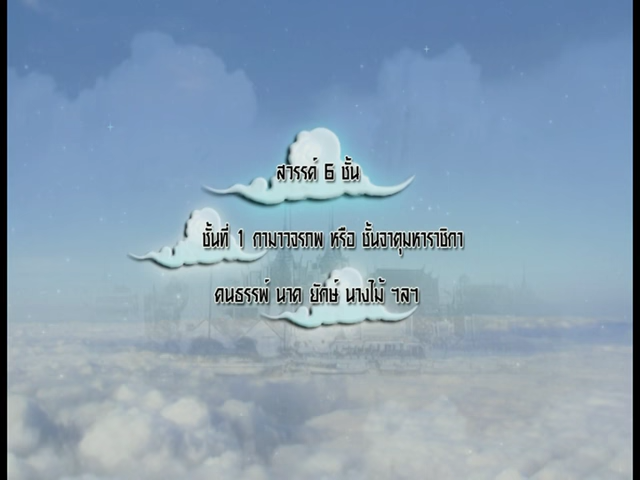 สวรรค์ 6 ชั้น
ชั้นที่ 1 กามาวจรภพ หรือ ชั้นจาตุมหาราชิกา
คนธรรพ์ นาค ยักษ์ นางไม้ ฯลฯ